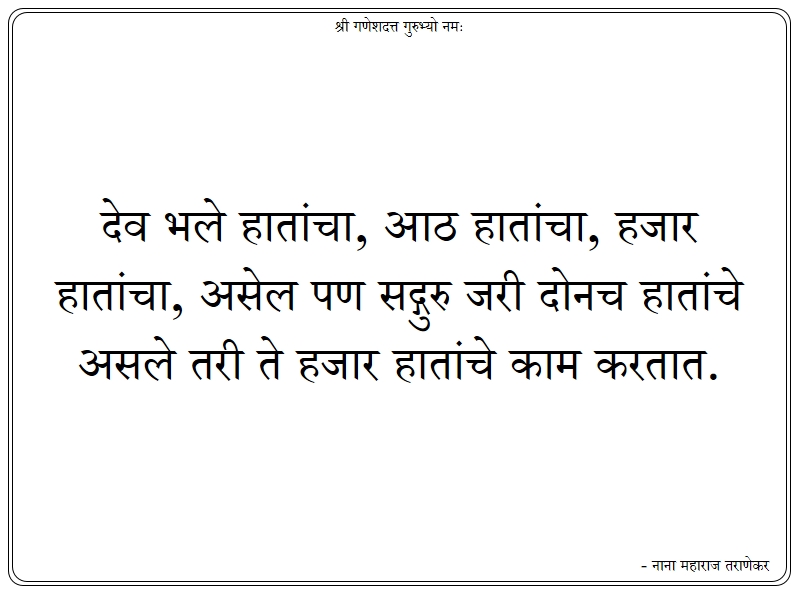 श्री गणेशदत्त गुरुभ्यो नमः
देव भले हातांचा, आठ हातांचा, हजार
हातांचा, असेल पण सद्गुरु जरी दोनच हातांचे
असले तरी ते हजार हातांचे काम करतात.
- नाना महाराज तराणेकर